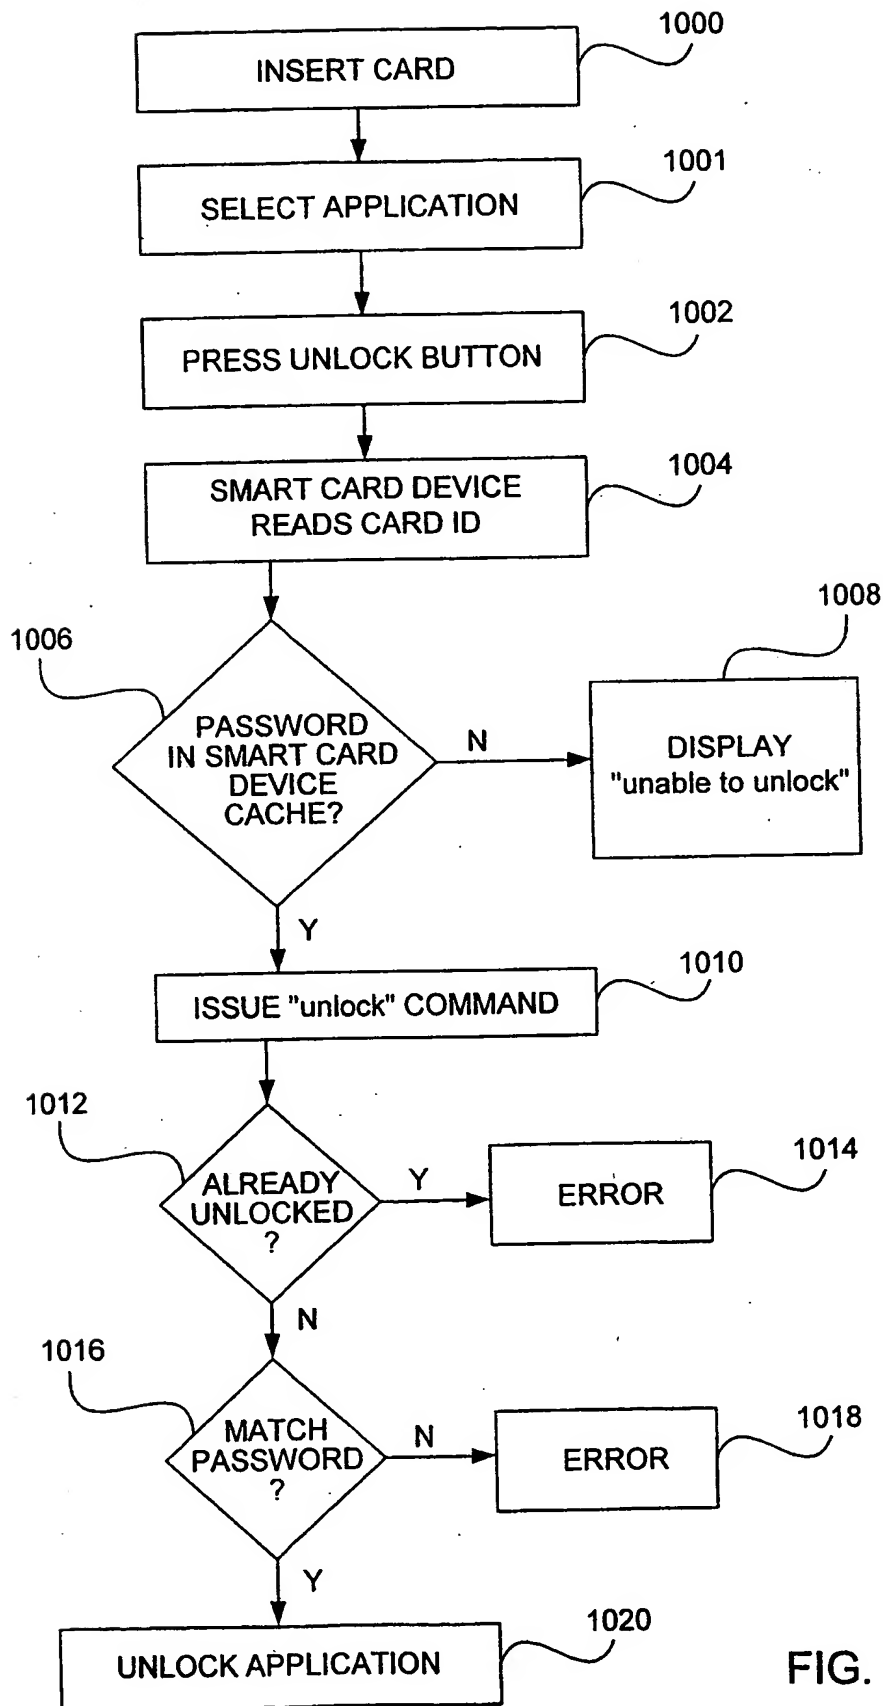 1000
INSERT CARD
1001
SELECT APPLICATION
1002
PRESS UNLOCK BUTTON
1004
SMART CARD DEVICE
READS CARD ID
1006
1008
PASSWORD
IN SMART CARD
DEVICE
CACHE?
N
DISPLAY
"unable to unlock"
Y
1010
ISSUE "unlock" COMMAND
1012
1014
ALREADY
UNLOCKED
?
Y
ERROR
N
1016
1018
MATCH
PASSWORD
?
N
ERROR
Y
1020
UNLOCK APPLICATION
FIG.